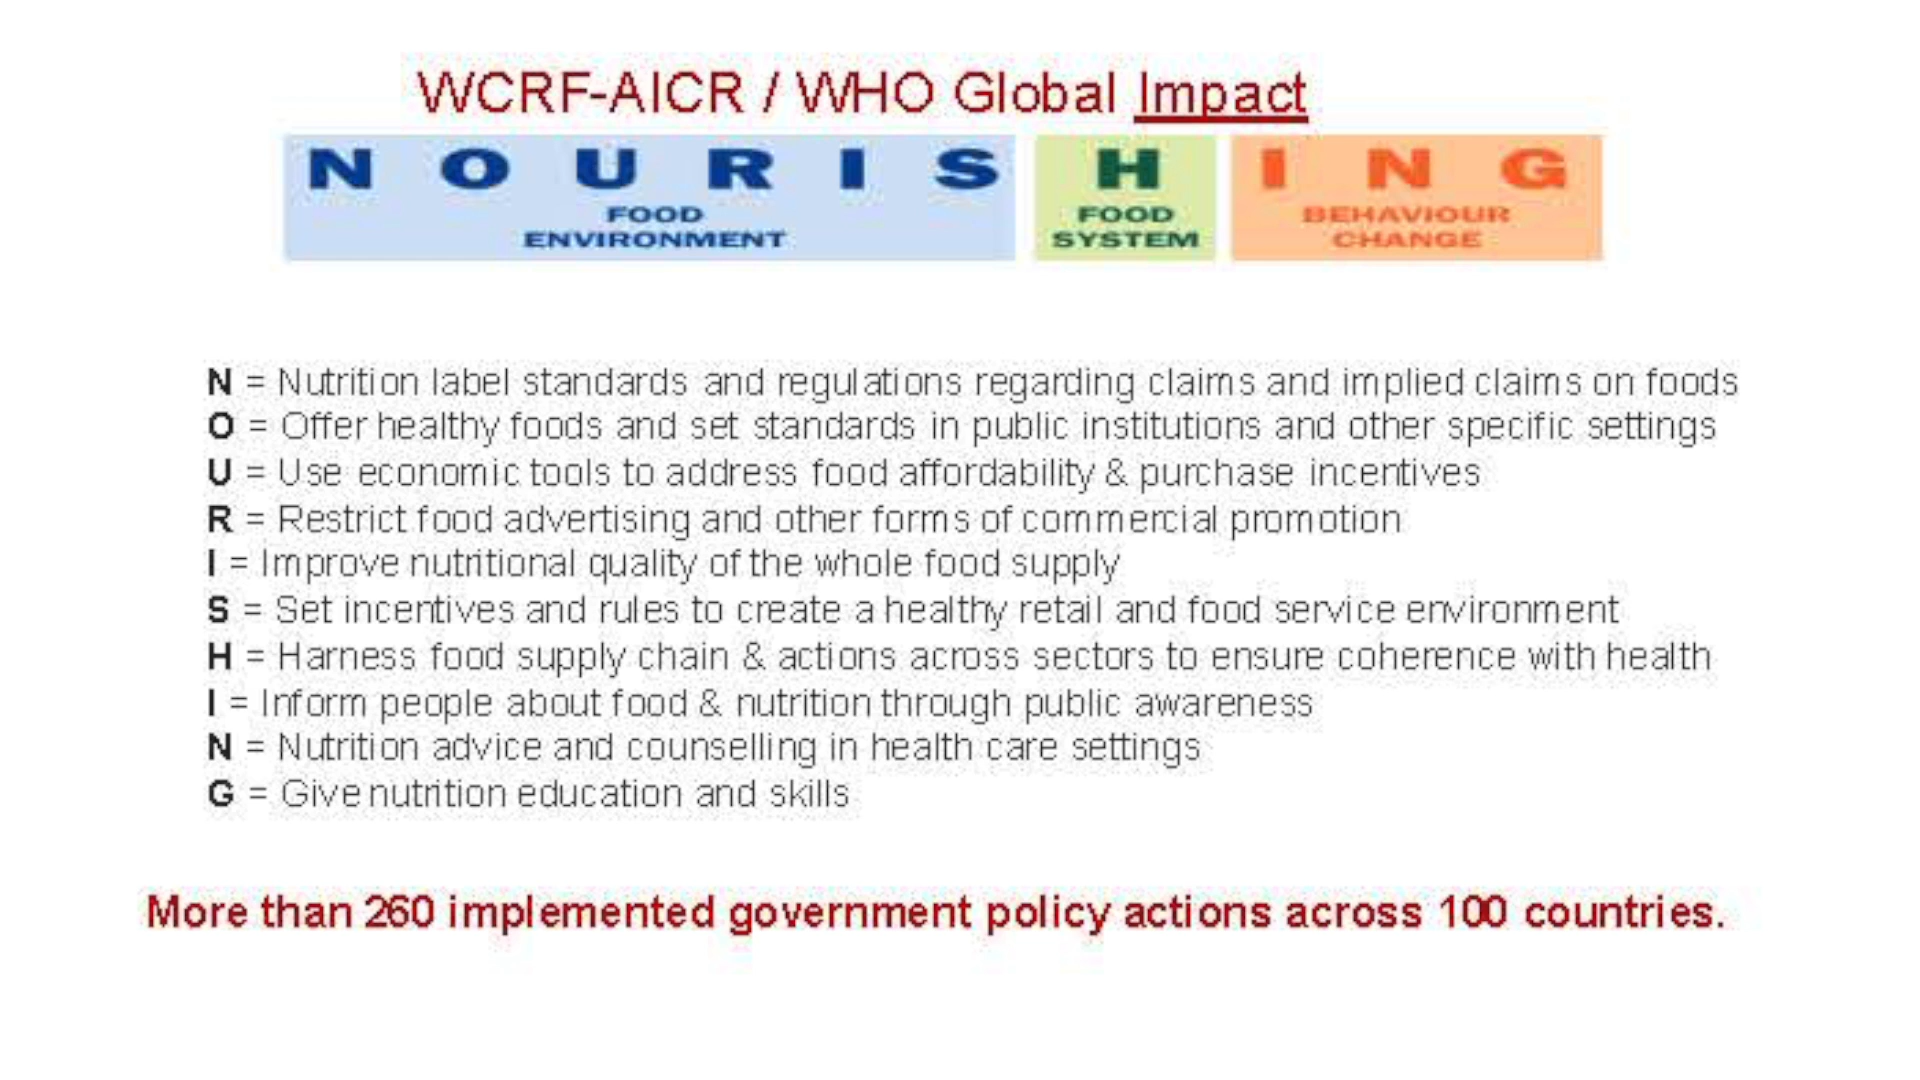 WCRF-AICR / WHO Global Impact
N O U R I S H I N G
FOOD ENVIRONMENT
FOOD SYSTEM
BEHAVIOUR CHANGE
N = Nutrition label standards and regulations regarding claims and implied claims on foods
O = Offer healthy foods and set standards in public institutions and other specific settings
U = Use economic tools to address food affordability & purchase incentives
R = Restrict food advertising and other forms of commercial promotion
I = Improve nutritional quality of the whole food supply
S = Set incentives and rules to create a healthy retail and food service environment
H = Harness food supply chain & actions across sectors to ensure coherence with health
I = Inform people about food & nutrition through public awareness
N = Nutrition advice and counselling in health care settings
G = Give nutrition education and skills
More than 260 implemented government policy actions across 100 countries.